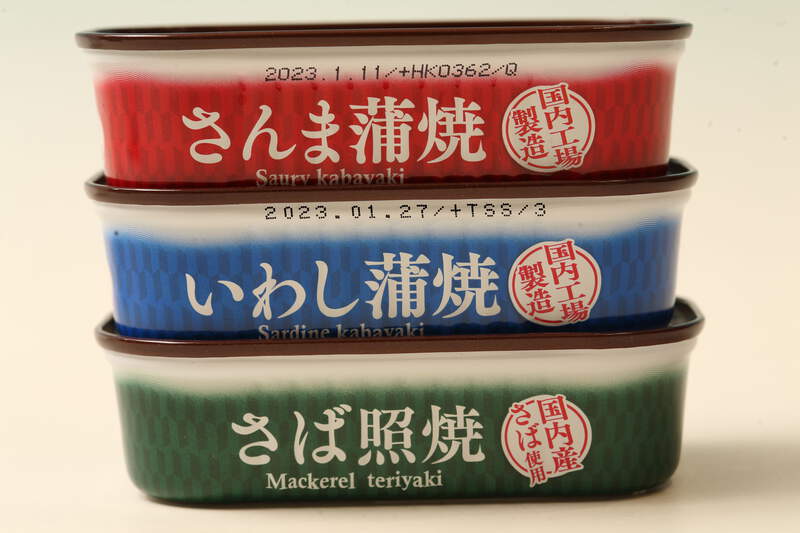 2023.1.11/+HK0362/Q
さんま蒲焼
国内工場
製造
Saury kabayaki
2023.01.27/+TSS/3
いわし蒲焼
国内工場
製造
Sardine kabayaki
さば照焼
国内産
さば使用
Mackerel teriyaki